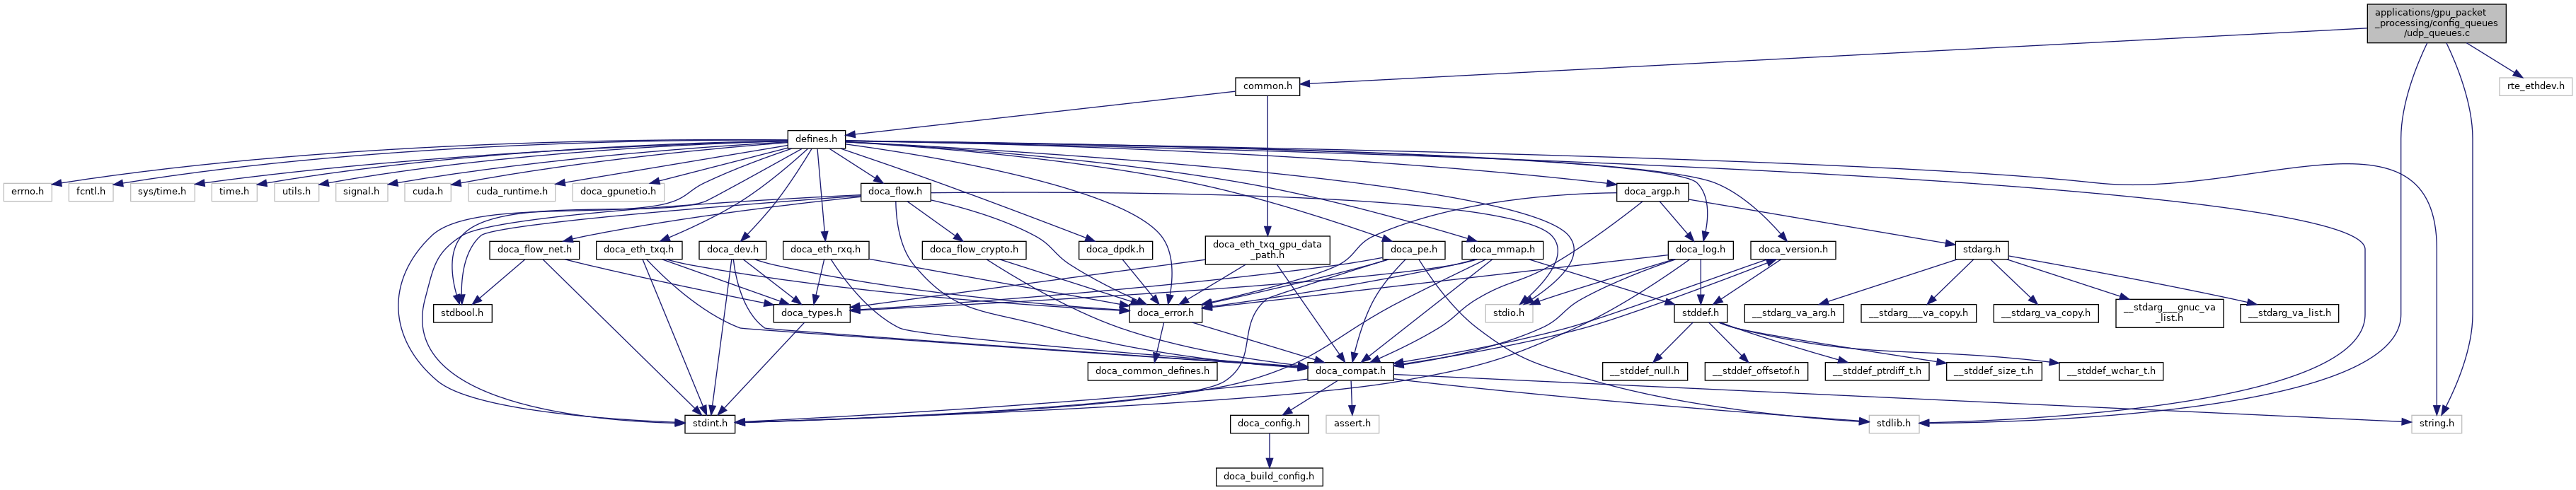 applications/gpu_packet
_processing/config_queues
/udp_queues.c
common.h
rte_ethdev.h
defines.h
errno.h
fcntl.h
sys/time.h
time.h
utils.h
signal.h
cuda.h
cuda_runtime.h
doca_gpunetio.h
doca_flow.h
doca_argp.h
doca_flow_net.h
doca_eth_txq.h
doca_dev.h
doca_eth_rxq.h
doca_flow_crypto.h
doca_dpdk.h
doca_eth_txq_gpu_data
_path.h
doca_pe.h
doca_mmap.h
doca_log.h
doca_version.h
stdarg.h
stdbool.h
doca_types.h
doca_error.h
stdio.h
stddef.h
__stdarg_va_arg.h
__stdarg___va_copy.h
__stdarg_va_copy.h
__stdarg___gnuc_va
_list.h
__stdarg_va_list.h
doca_common_defines.h
doca_compat.h
__stddef_null.h
__stddef_offsetof.h
__stddef_ptrdiff_t.h
__stddef_size_t.h
__stddef_wchar_t.h
stdint.h
doca_config.h
assert.h
stdlib.h
string.h
doca_build_config.h